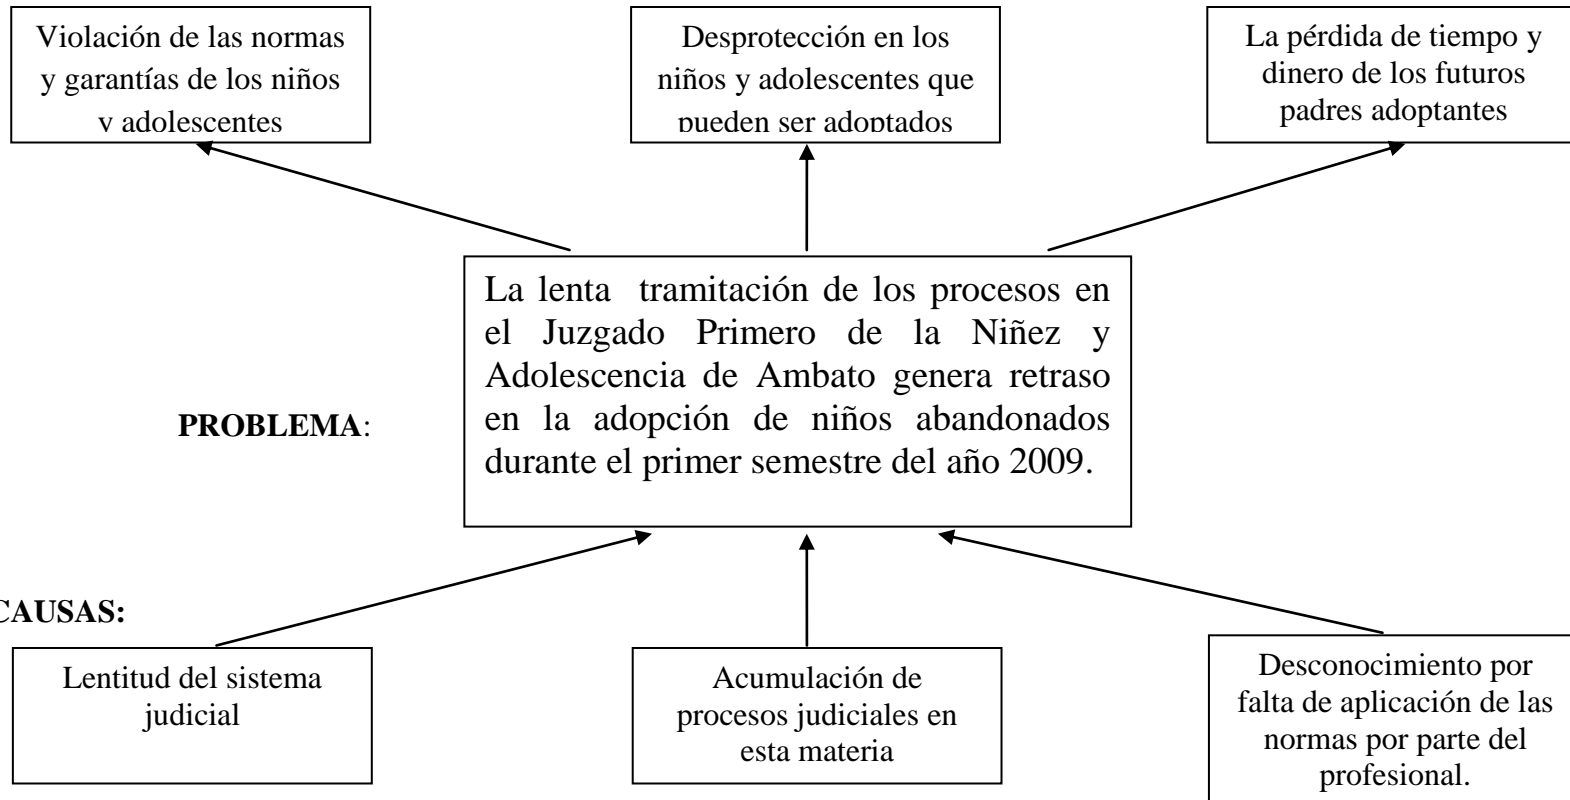 Violación de las normas
y garantías de los niños
y adolescentes
Desprotección en los
niños y adolescentes que
pueden ser adoptados
La pérdida de tiempo y
dinero de los futuros
padres adoptantes
La lenta tramitación de los procesos en
el Juzgado Primero de la Niñez y
Adolescencia de Ambato genera retraso
en la adopción de niños abandonados
durante el primer semestre del año 2009.
PROBLEMA:
CAUSAS:
Lentitud del sistema
judicial
Acumulación de
procesos judiciales en
esta materia
Desconocimiento por
falta de aplicación de las
normas por parte del
profesional.